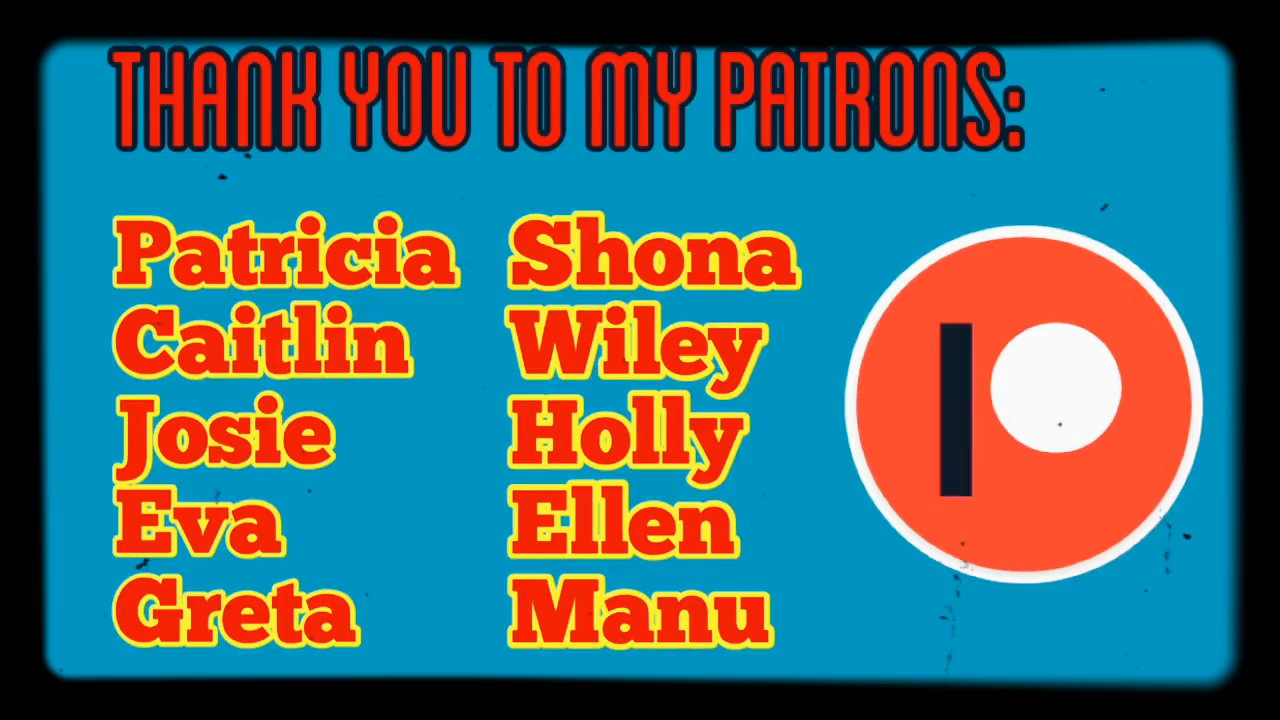 THANK YOU TO MY PATRONS:
Patricia
Caitlin
Josie
Eva
Greta
Shona
Wiley
Holly
Ellen
Manu